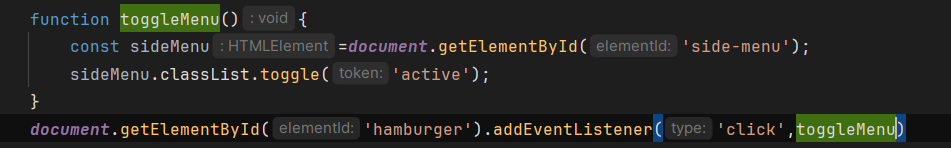 function toggleMenu() : void {
const sideMenu : HTMLElement =document.getElementById( elementId: 'side-menu');
sideMenu.classList.toggle( token: 'active');
}
document.getElementById( elementId: 'hamburger').addEventListener( type: 'click',toggleMenu)